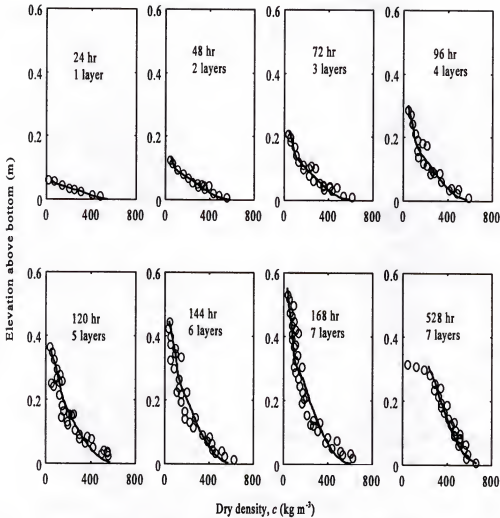 Elevation above bottom (m)
0.6
0.4
0.2
0
0 400 800
24 hr
1 layer
0.6
0.4
0.2
0
0 400 800
48 hr
2 layers
0.6
0.4
0.2
0
0 400 800
72 hr
3 layers
0.6
0.4
0.2
0
0 400 800
96 hr
4 layers
0.6
0.4
0.2
0
0 400 800
120 hr
5 layers
0.6
0.4
0.2
0
0 400 800
144 hr
6 layers
0.6
0.4
0.2
0
0 400 800
168 hr
7 layers
0.6
0.4
0.2
0
0 400 800
528 hr
7 layers
Dry density, c (kg m⁻³)